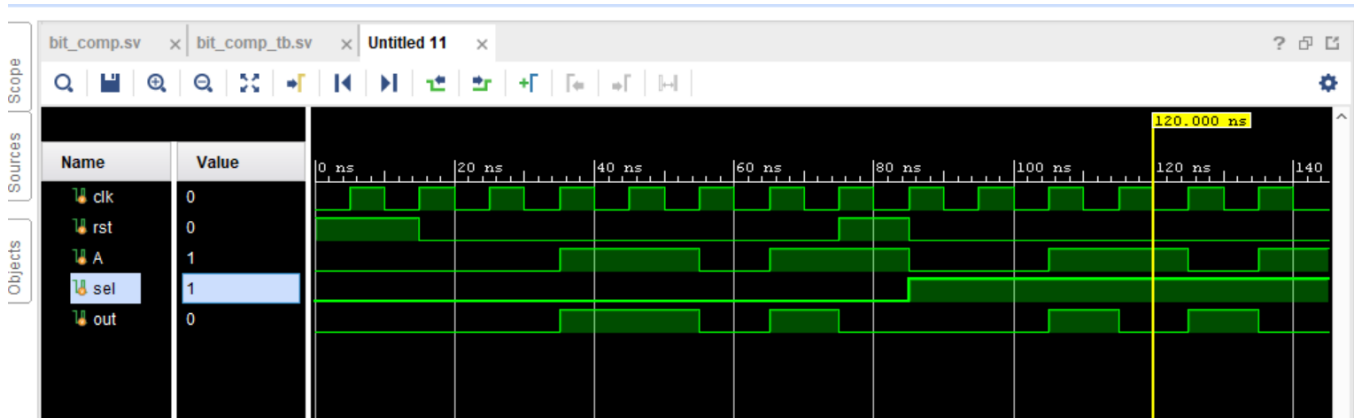 bit_comp.sv × bit_comp_tb.sv × Untitled 11 ×
Scope
Sources
Objects
120.000 ns
Name Value
0 ns 20 ns 40 ns 60 ns 80 ns 100 ns 120 ns 140
clk 0
rst 0
A 1
sel 1
out 0